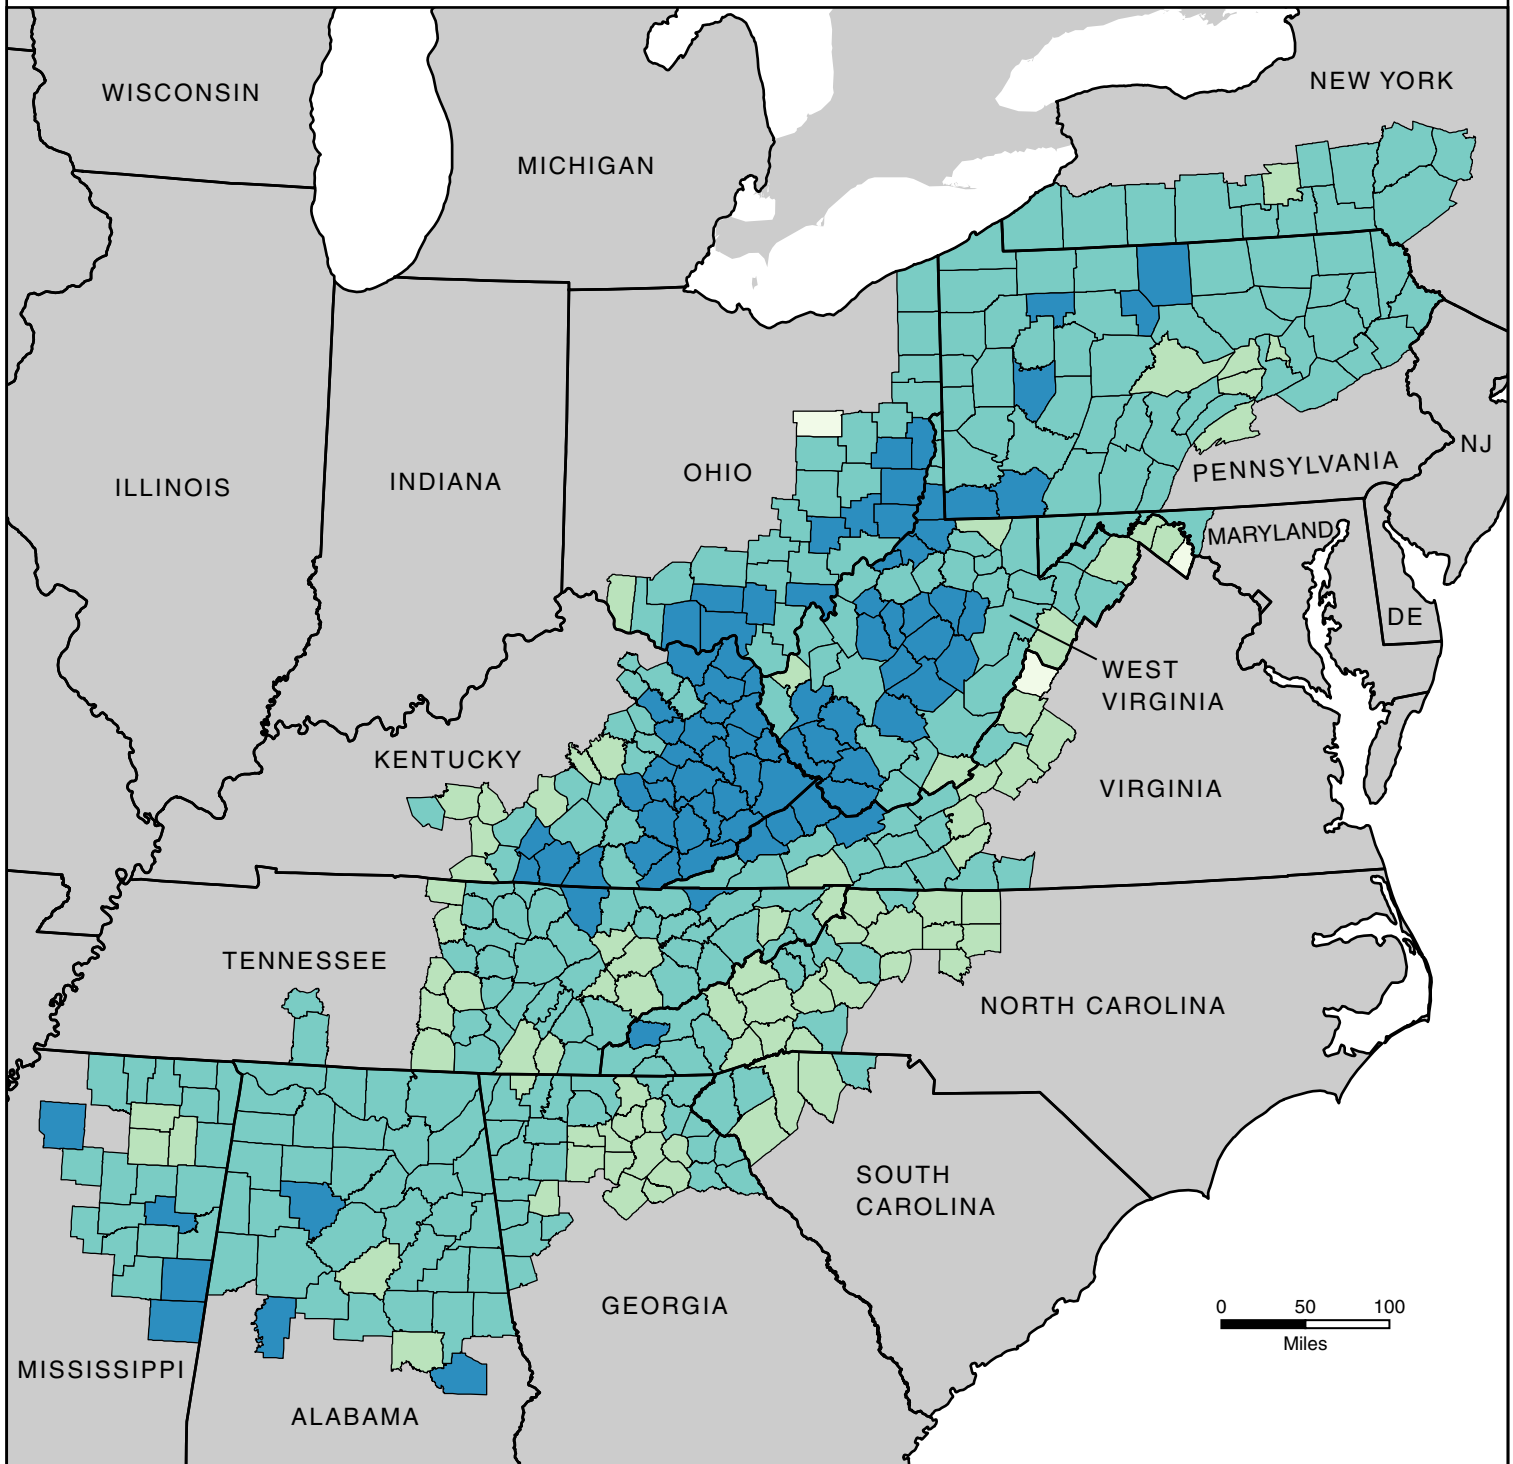 WISCONSIN
MICHIGAN
NEW YORK
ILLINOIS
INDIANA
OHIO
PENNSYLVANIA
NJ
MARYLAND
DE
WEST
VIRGINIA
KENTUCKY
VIRGINIA
TENNESSEE
NORTH CAROLINA
SOUTH
CAROLINA
GEORGIA
MISSISSIPPI
ALABAMA
0 50 100
Miles